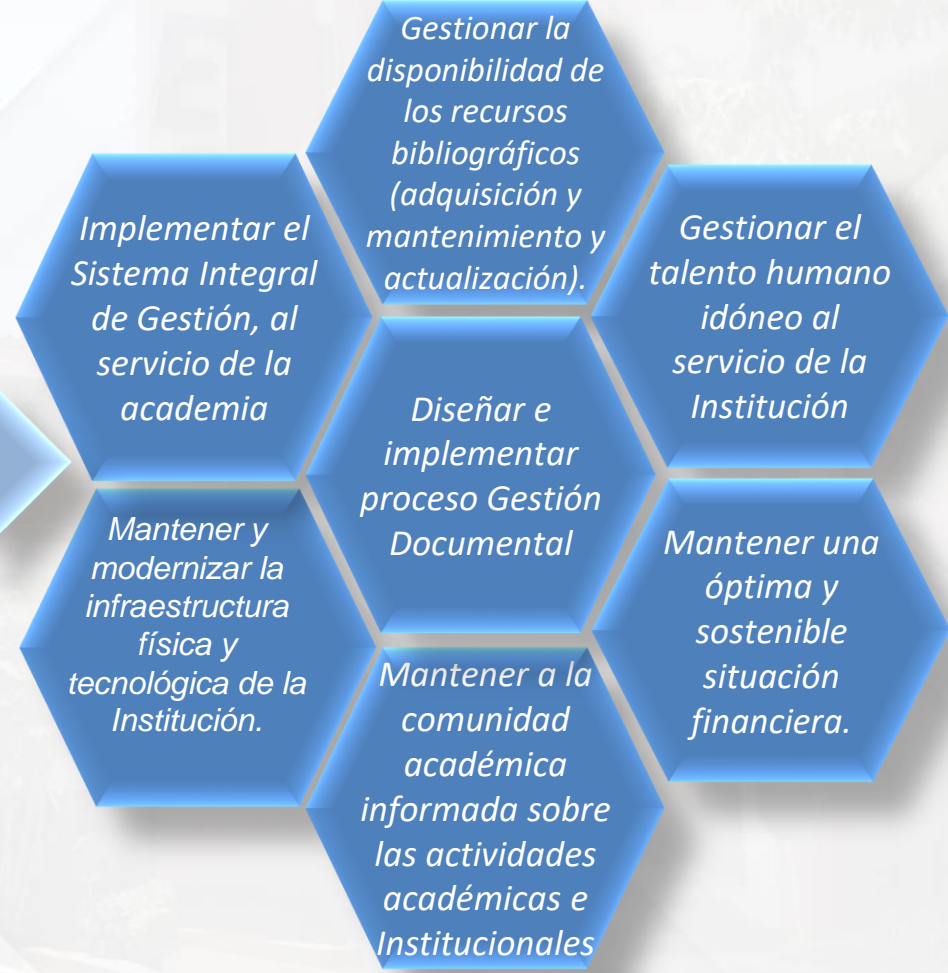 Gestionar la
disponibilidad de
los recursos
bibliográficos
(adquisición y
mantenimiento y
actualización).
Implementar el
Sistema Integral
de Gestión, al
servicio de la
academia
Gestionar el
talento humano
idóneo al
servicio de la
Institución
Diseñar e
implementar
proceso Gestión
Documental
Mantener y
modernizar la
infraestructura
física y
tecnológica de la
Institución.
Mantener una
óptima y
sostenible
situación
financiera.
Mantener a la
comunidad
académica
informada sobre
las actividades
académicas e
Institucionales